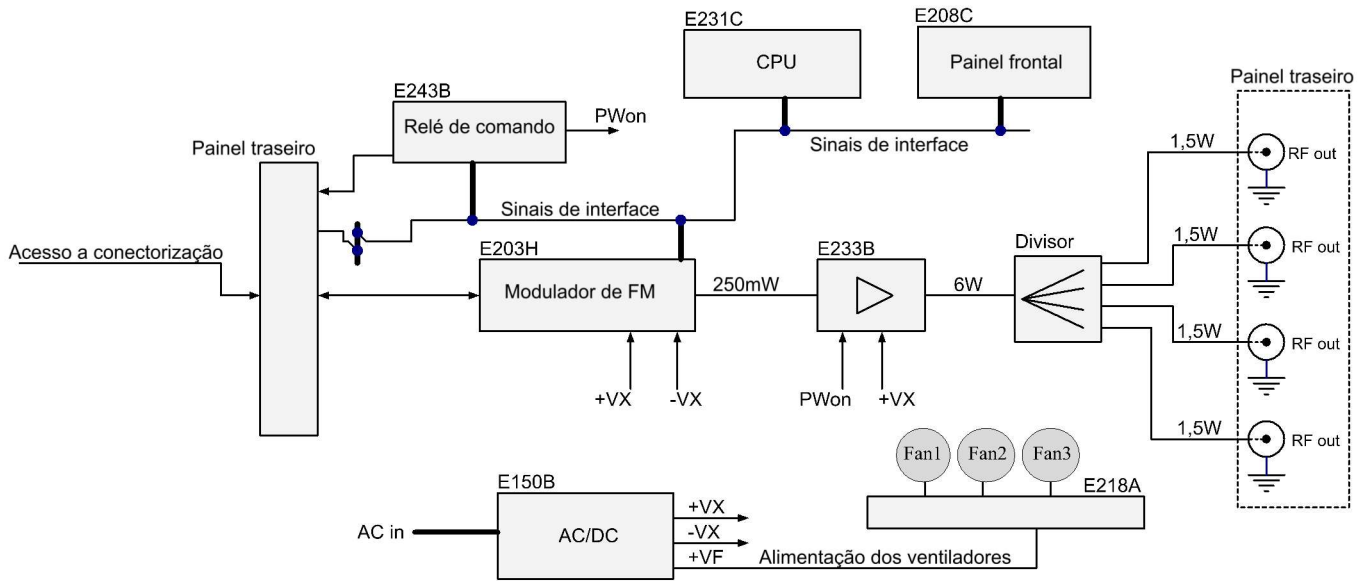 E231C
E208C
CPU
Painel frontal
Painel traseiro
E243B
Relé de comando
PWon
Sinais de interface
Painel traseiro
1,5W
RF out
Sinais de interface
Acesso a conectorização
E203H
Modulador de FM
250mW
E233B
6W
Divisor
1,5W
RF out
1,5W
RF out
+VX
-VX
PWon
+VX
1,5W
RF out
Fan1
Fan2
Fan3
E218A
E150B
AC in
AC/DC
+VX
-VX
+VF
Alimentação dos ventiladores